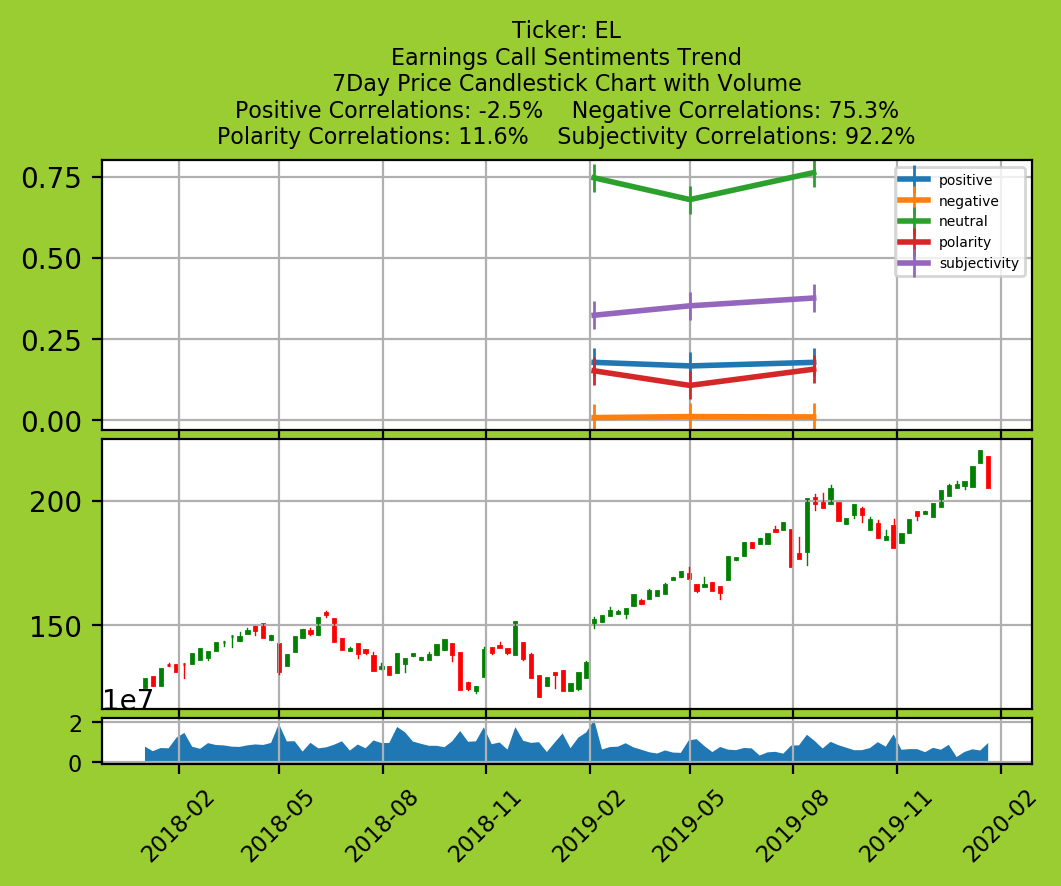 Ticker: EL
Earnings Call Sentiments Trend
7Day Price Candlestick Chart with Volume
Positive Correlations: -2.5%    Negative Correlations: 75.3%
Polarity Correlations: 11.6%    Subjectivity Correlations: 92.2%
0.75
0.50
0.25
0.00
positive
negative
neutral
polarity
subjectivity
200
150
1e7
2
0
2018-02
2018-05
2018-08
2018-11
2019-02
2019-05
2019-08
2019-11
2020-02